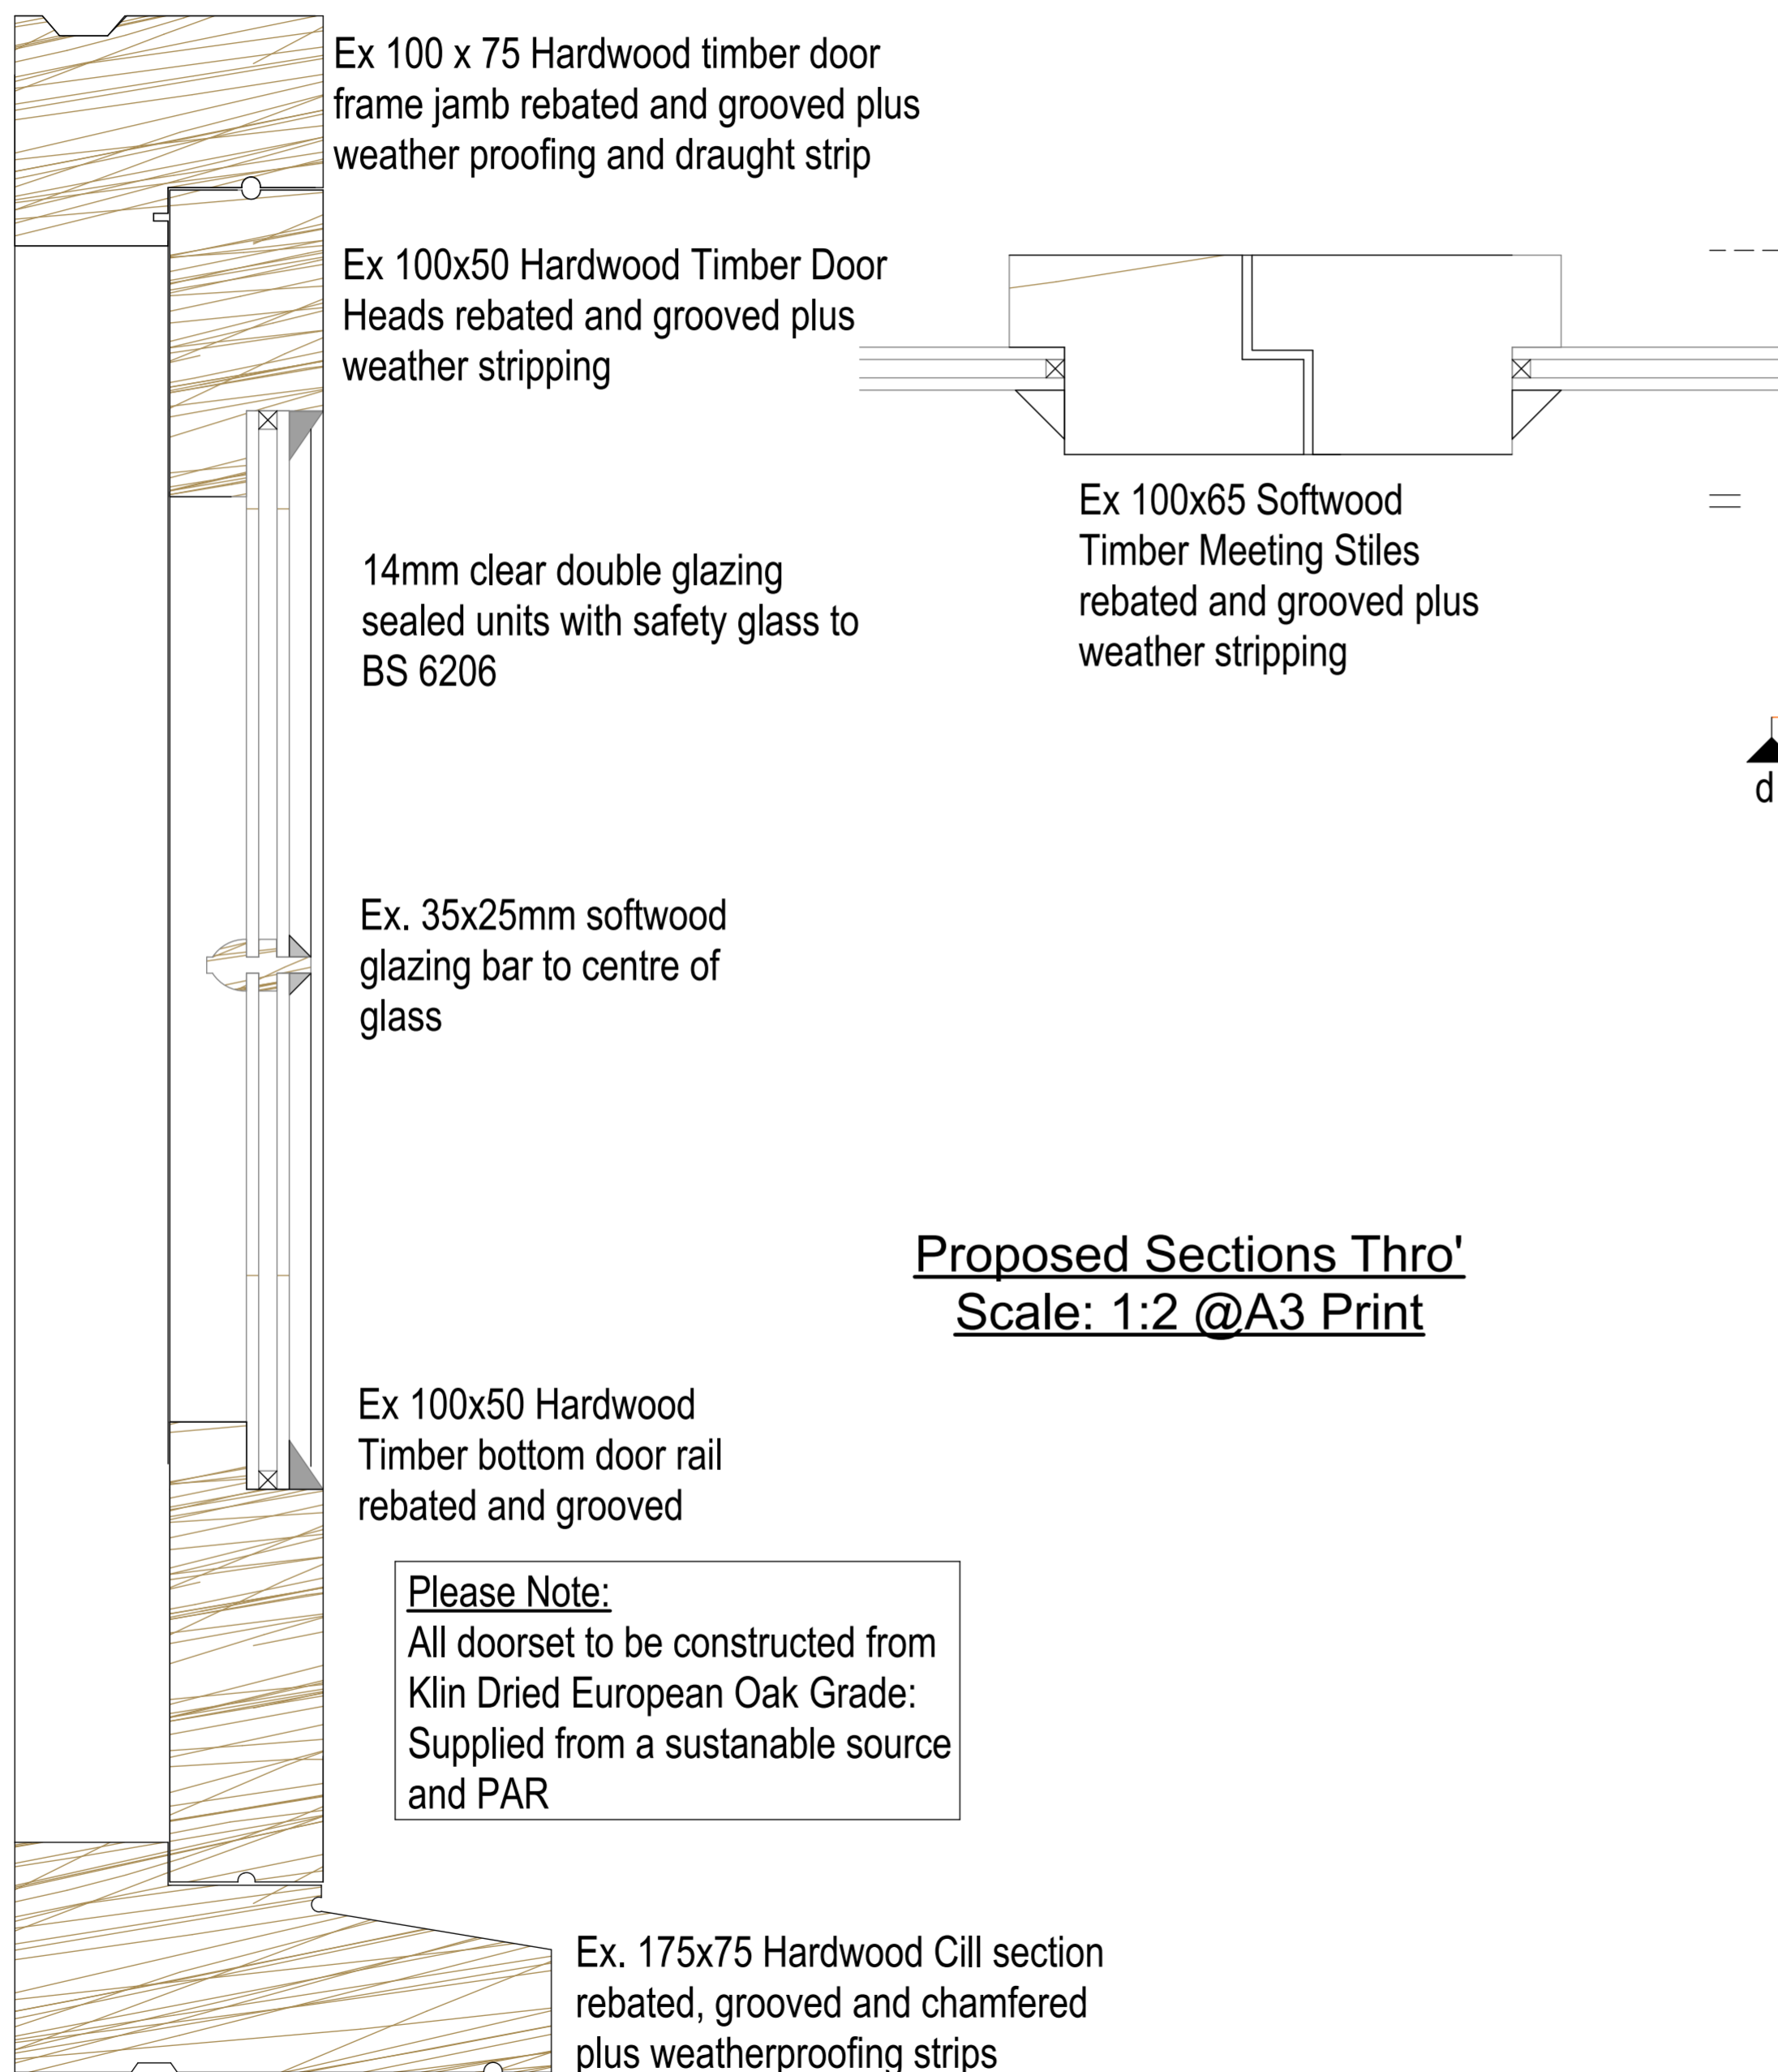 Ex 100 x 75 Hardwood timber door
frame jamb rebated and grooved plus
weather proofing and draught strip
Ex 100x50 Hardwood Timber Door
Heads rebated and grooved plus
weather stripping
Ex 100x65 Softwood
Timber Meeting Stiles
rebated and grooved plus
weather stripping
14mm clear double glazing
sealed units with safety glass to
BS 6206
d
Ex. 35x25mm softwood
glazing bar to centre of
glass
Proposed Sections Thro'
Scale: 1:2 @A3 Print
Ex 100x50 Hardwood
Timber bottom door rail
rebated and grooved
Please Note:
All doorset to be constructed from
Klin Dried European Oak Grade:
Supplied from a sustanable source
and PAR
Ex. 175x75 Hardwood Cill section
rebated, grooved and chamfered
plus weatherproofing strips